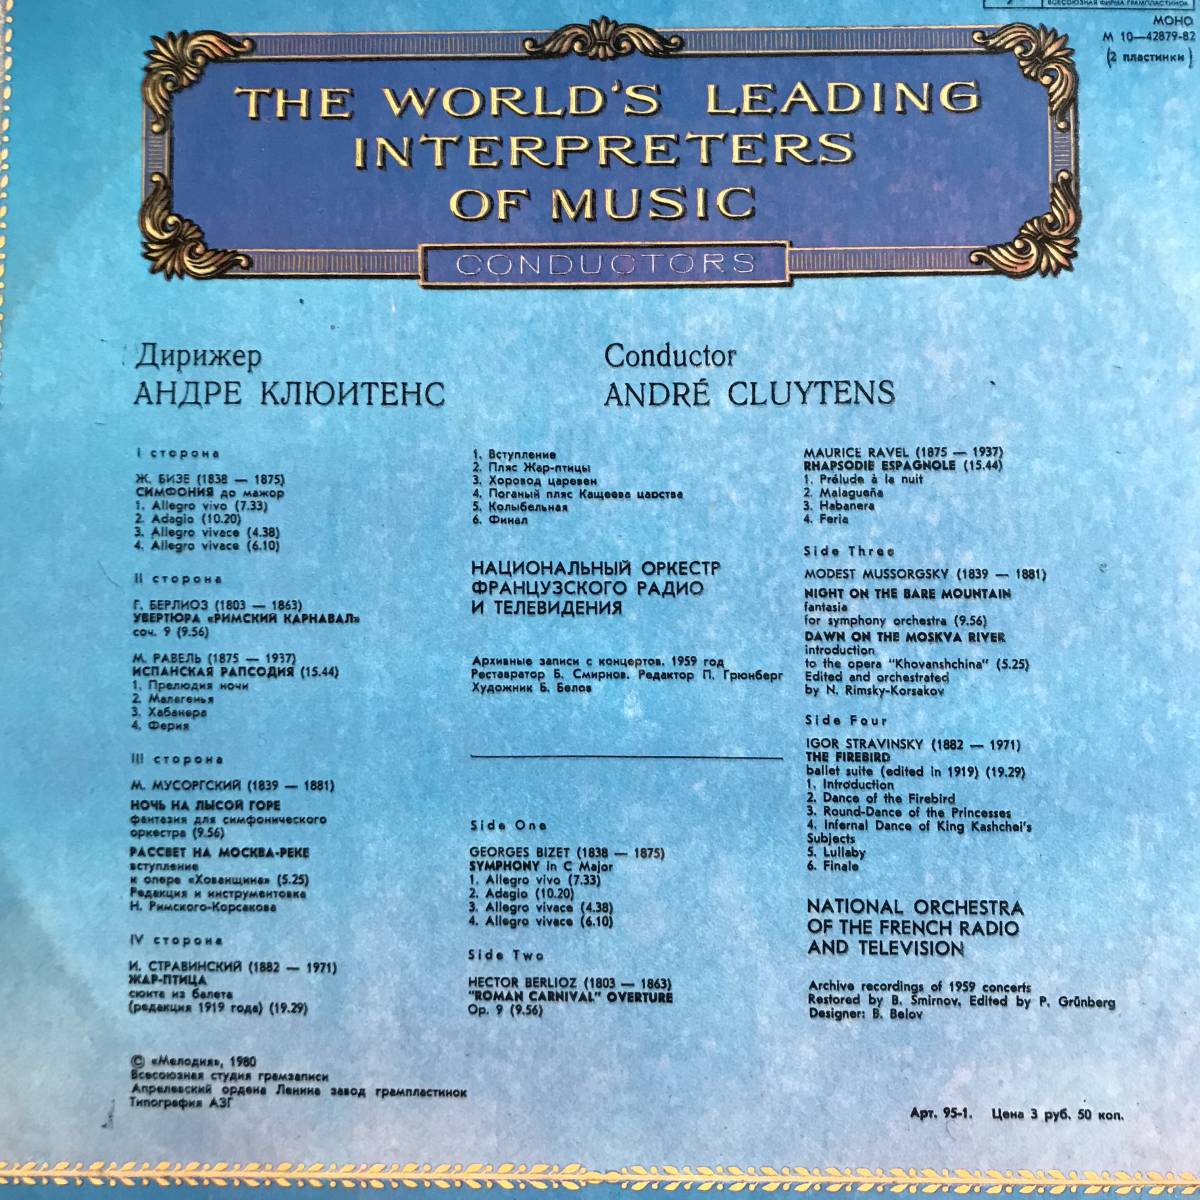 ВСЕСОЮЗНАЯ ФИРМА ГРАМПЛАСТИНОК
МОНО
М 10—42879-82
(2 пластинки)
THE WORLD'S LEADING
INTERPRETERS
OF MUSIC
CONDUCTORS
Дирижер
АНДРЕ КЛЮИТЕНС
Conductor
ANDRÉ CLUYTENS
I сторона
Ж. БИЗЕ (1838 — 1875)
СИМФОНИЯ до мажор
1. Allegro vivo (7.33)
2. Adagio (10.20)
3. Allegro vivace (4.38)
4. Allegro vivace (6.10)
II сторона
Г. БЕРЛИОЗ (1803 — 1863)
УВЕРТЮРА «РИМСКИЙ КАРНАВАЛ»
соч. 9 (9.56)
М. РАВЕЛЬ (1875 — 1937)
ИСПАНСКАЯ РАПСОДИЯ (15.44)
1. Прелюдия ночи
2. Малагенья
3. Хабанера
4. Ферия
III сторона
М. МУСОРГСКИЙ (1839 — 1881)
НОЧЬ НА ЛЫСОЙ ГОРЕ
фантазия для симфонического
оркестра (9.56)
РАССВЕТ НА МОСКВА-РЕКЕ
вступление
к опере «Хованщина» (5.25)
Редакция и инструментовка
Н. Римского-Корсакова
IV сторона
И. СТРАВИНСКИЙ (1882 — 1971)
ЖАР-ПТИЦА
сюита из балета
(редакция 1919 года) (19.29)
1. Вступление
2. Пляс Жар-птицы
3. Хоровод царевен
4. Поганый пляс Кащеева царства
5. Колыбельная
6. Финал
НАЦИОНАЛЬНЫЙ ОРКЕСТР
ФРАНЦУЗСКОГО РАДИО
И ТЕЛЕВИДЕНИЯ
Архивные записи с концертов. 1959 год
Реставратор Б. Смирнов. Редактор П. Грюнберг
Художник Б. Белов
Side One
GEORGES BIZET (1838 — 1875)
SYMPHONY in C Major
1. Allegro vivo (7.33)
2. Adagio (10.20)
3. Allegro vivace (4.38)
4. Allegro vivace (6.10)
Side Two
HECTOR BERLIOZ (1803 — 1863)
"ROMAN CARNIVAL" OVERTURE
Op. 9 (9.56)
MAURICE RAVEL (1875 — 1937)
RHAPSODIE ESPAGNOLE (15.44)
1. Prélude à la nuit
2. Malagueña
3. Habanera
4. Feria
Side Three
MODEST MUSSORGSKY (1839 — 1881)
NIGHT ON THE BARE MOUNTAIN
fantasia
for symphony orchestra (9.56)
DAWN ON THE MOSKVA RIVER
introduction
to the opera "Khovanshchina" (5.25)
Edited and orchestrated
by N. Rimsky-Korsakov
Side Four
IGOR STRAVINSKY (1882 — 1971)
THE FIREBIRD
ballet suite (edited in 1919) (19.29)
1. Introduction
2. Dance of the Firebird
3. Round-Dance of the Princesses
4. Infernal Dance of King Kashchei's
Subjects
5. Lullaby
6. Finale
NATIONAL ORCHESTRA
OF THE FRENCH RADIO
AND TELEVISION
Archive recordings of 1959 concerts
Restored by B. Smirnov. Edited by P. Grünberg
Designer: B. Belov
© «Мелодия», 1980
Всесоюзная студия грамзаписи
Апрелевский ордена Ленина завод грампластинок
Типография АЗГ
Арт. 95-1. Цена 3 руб. 50 коп.